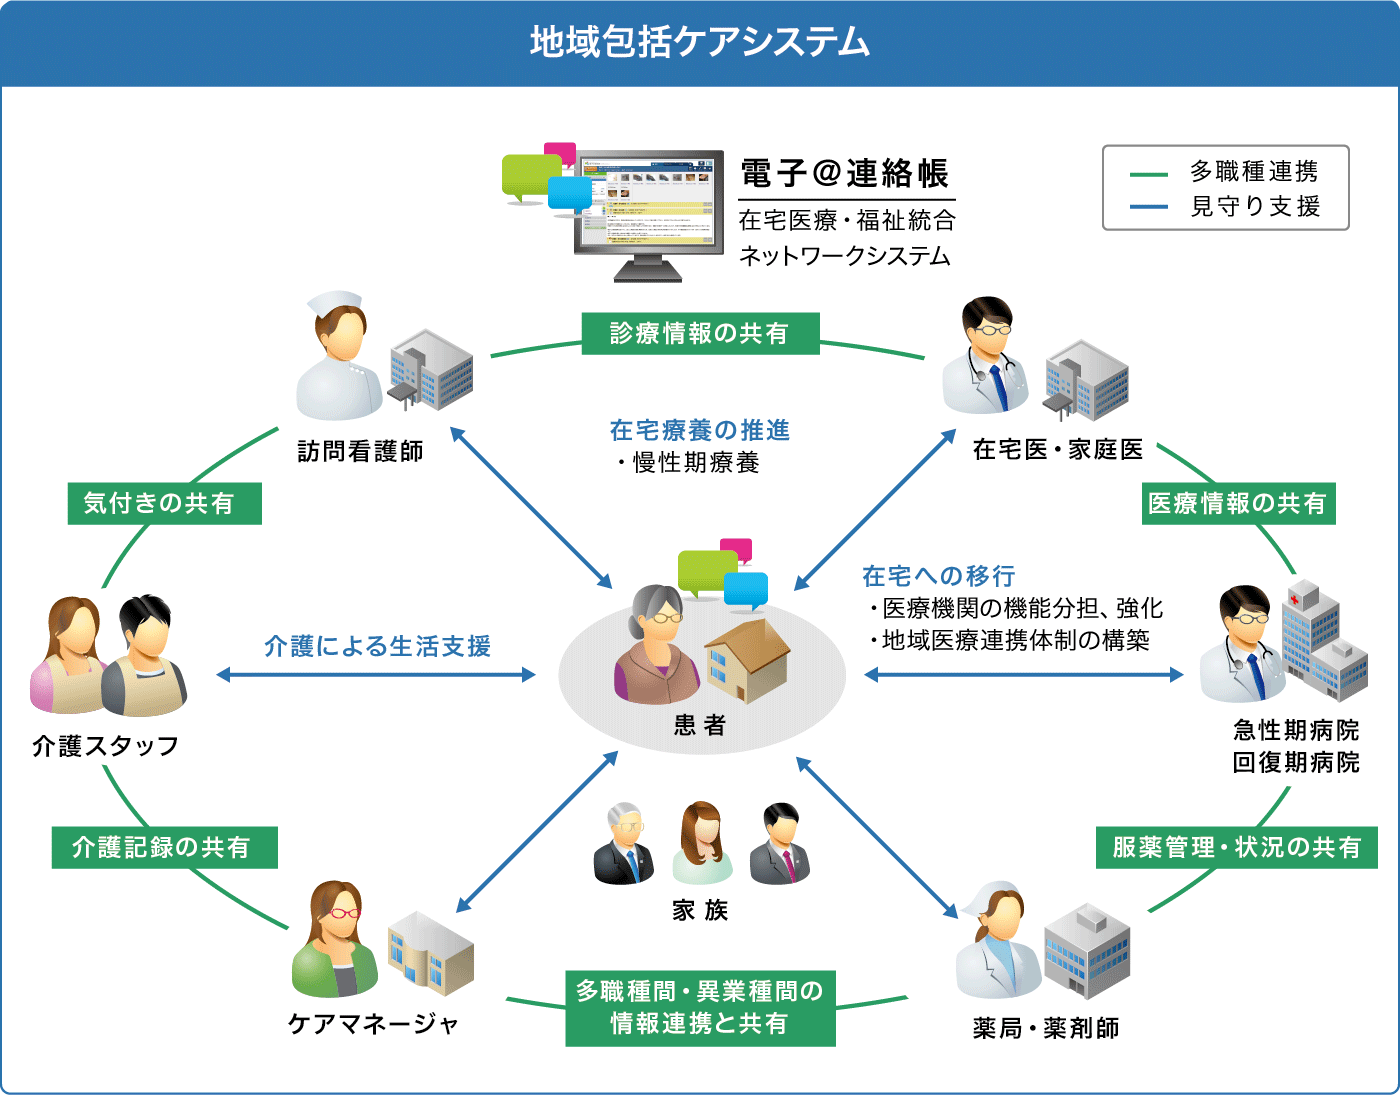 地域包括ケアシステム
電子＠連絡帳
在宅医療・福祉統合
ネットワークシステム
多職種連携
見守り支援
診療情報の共有
訪問看護師
在宅療養の推進
・慢性期療養
在宅医・家庭医
気付きの共有
医療情報の共有
在宅への移行
・医療機関の機能分担、強化
・地域医療連携体制の構築
介護による生活支援
患者
介護スタッフ
急性期病院
回復期病院
介護記録の共有
服薬管理・状況の共有
家族
多職種間・異業種間の
情報連携と共有
ケアマネージャ
薬局・薬剤師